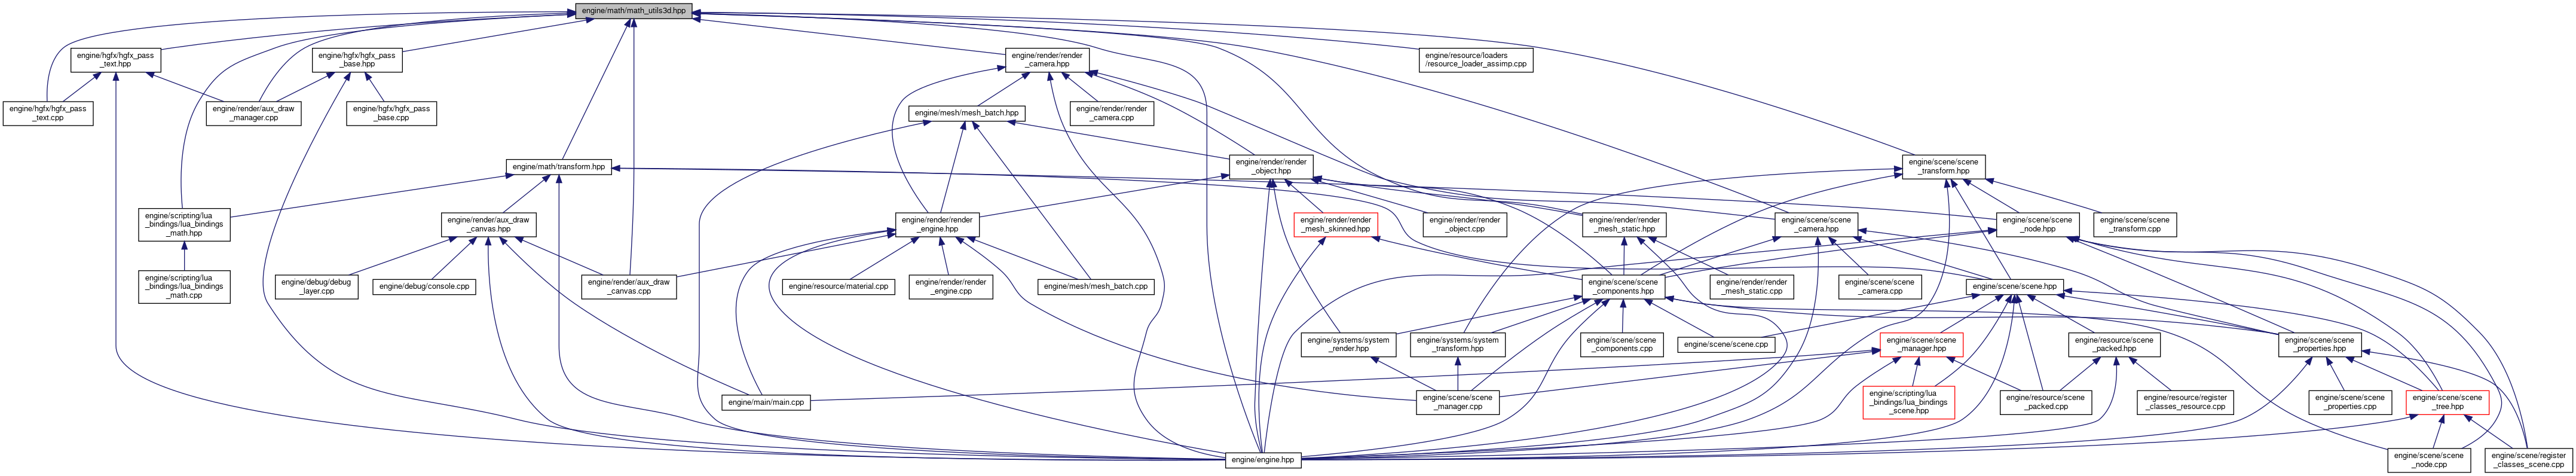 engine/math/math_utils3d.hpp
engine/hgfx/hgfx_pass
_text.hpp
engine/hgfx/hgfx_pass
_base.hpp
engine/render/render
_camera.hpp
engine/resource/loaders
/resource_loader_assimp.cpp
engine/hgfx/hgfx_pass
_text.cpp
engine/render/aux_draw
_manager.cpp
engine/hgfx/hgfx_pass
_base.cpp
engine/mesh/mesh_batch.hpp
engine/render/render
_camera.cpp
engine/math/transform.hpp
engine/render/render
_object.hpp
engine/scene/scene
_transform.hpp
engine/scripting/lua
_bindings/lua_bindings
_math.hpp
engine/render/aux_draw
_canvas.hpp
engine/render/render
_engine.hpp
engine/render/render
_mesh_skinned.hpp
engine/render/render
_object.cpp
engine/render/render
_mesh_static.hpp
engine/scene/scene
_camera.hpp
engine/scene/scene
_node.hpp
engine/scene/scene
_transform.cpp
engine/scripting/lua
_bindings/lua_bindings
_math.cpp
engine/debug/debug
_layer.cpp
engine/debug/console.cpp
engine/render/aux_draw
_canvas.cpp
engine/resource/material.cpp
engine/render/render
_engine.cpp
engine/mesh/mesh_batch.cpp
engine/scene/scene
_components.hpp
engine/render/render
_mesh_static.cpp
engine/scene/scene
_camera.cpp
engine/scene/scene.hpp
engine/systems/system
_render.hpp
engine/systems/system
_transform.hpp
engine/scene/scene
_components.cpp
engine/scene/scene.cpp
engine/scene/scene
_manager.hpp
engine/resource/scene
_packed.hpp
engine/scene/scene
_properties.hpp
engine/main/main.cpp
engine/scene/scene
_manager.cpp
engine/scripting/lua
_bindings/lua_bindings
_scene.hpp
engine/resource/scene
_packed.cpp
engine/resource/register
_classes_resource.cpp
engine/scene/scene
_properties.cpp
engine/scene/scene
_tree.hpp
engine/engine.hpp
engine/scene/scene
_node.cpp
engine/scene/register
_classes_scene.cpp